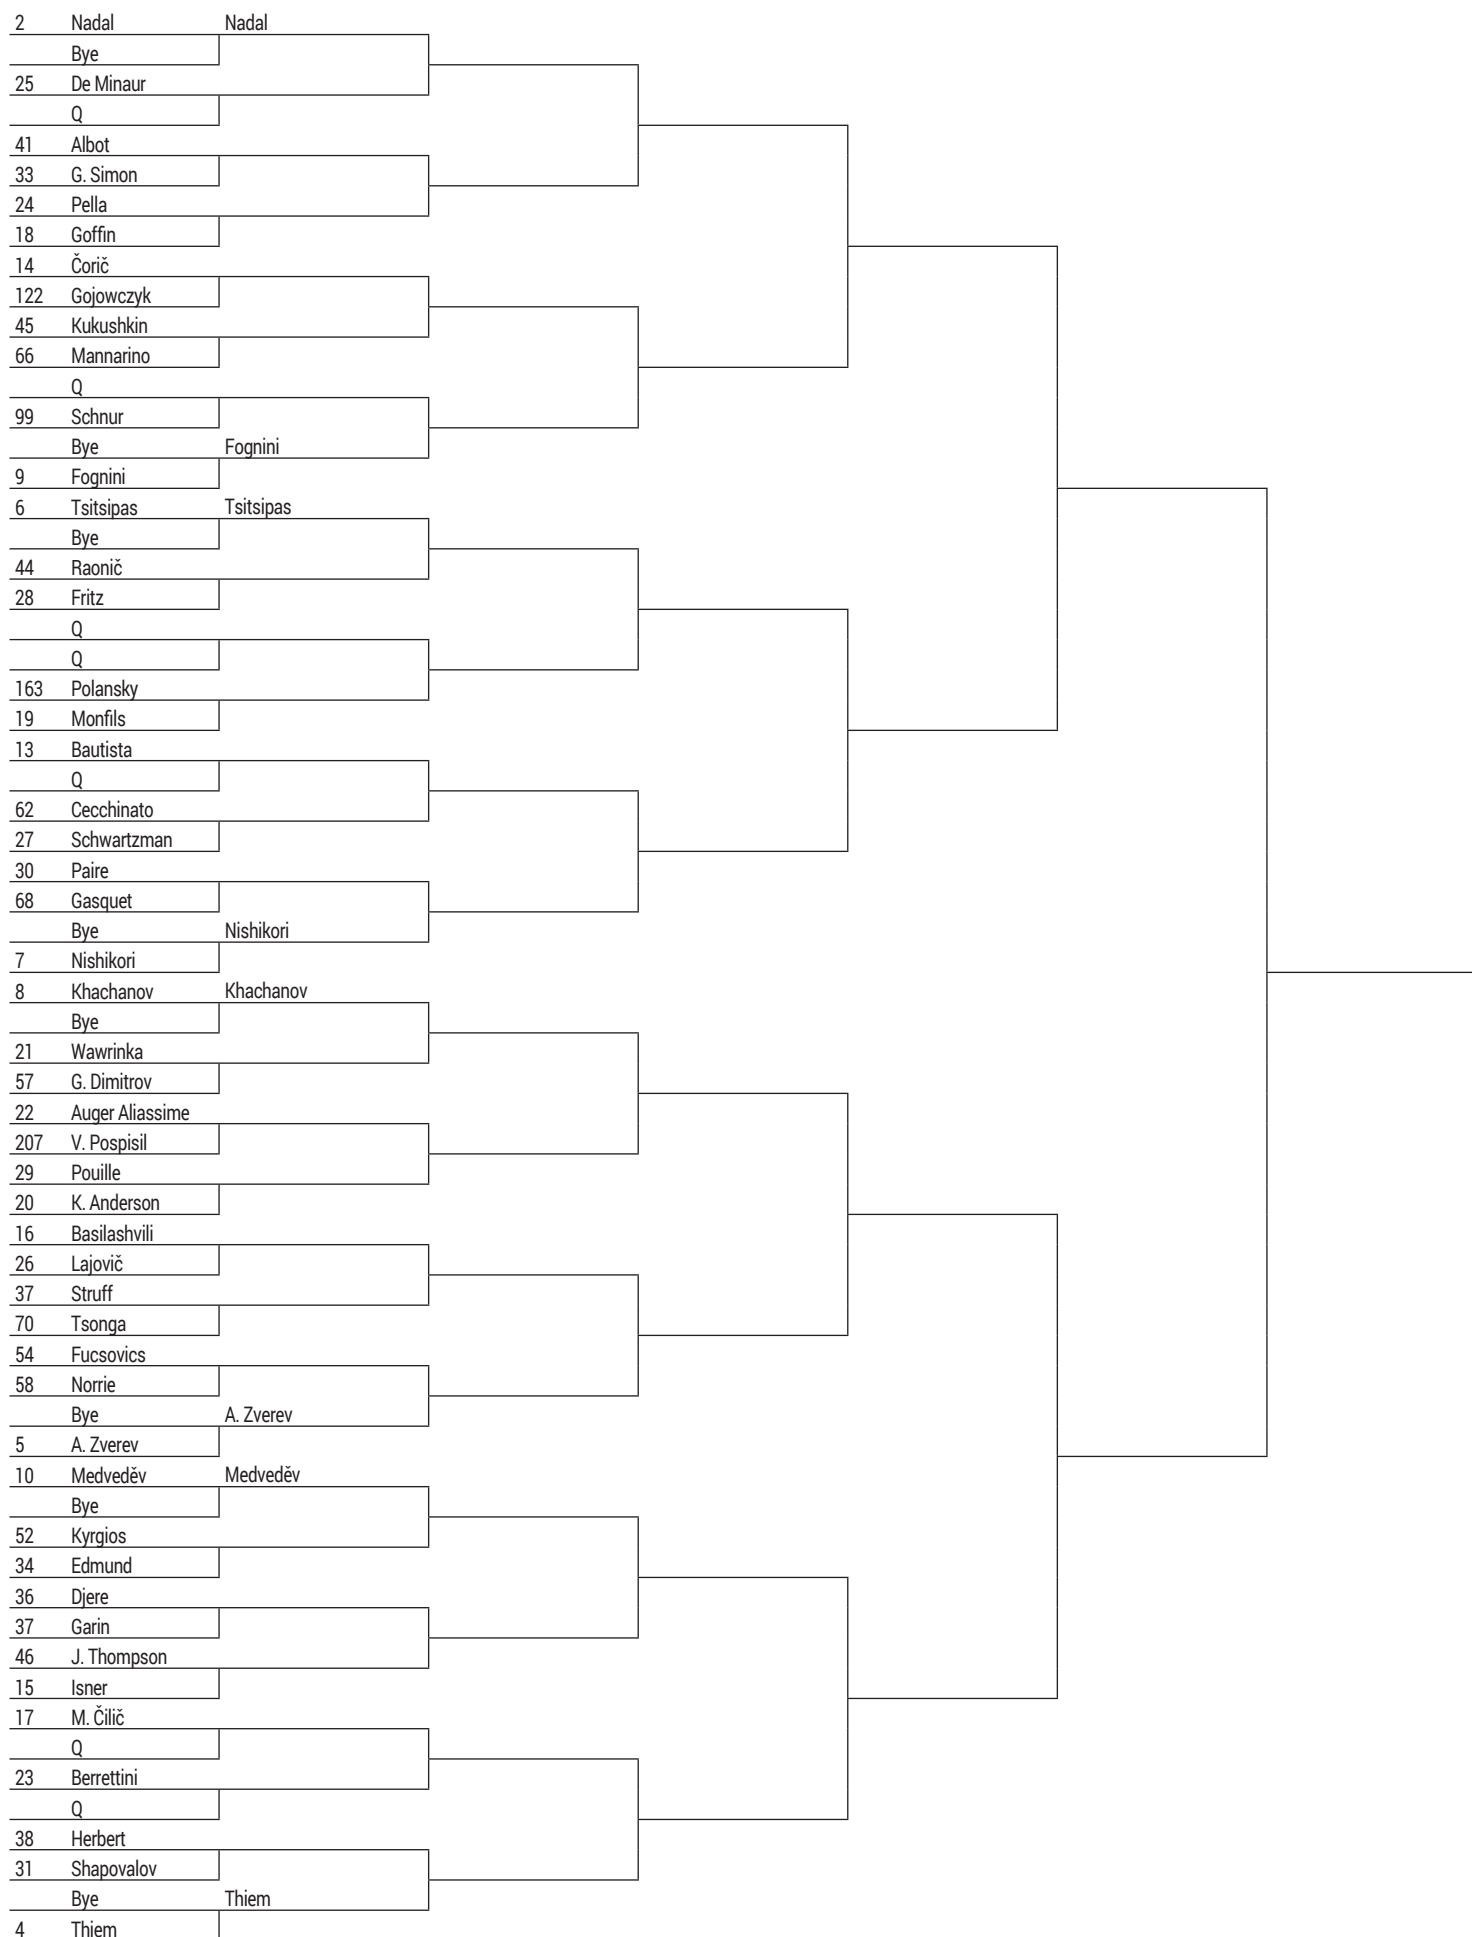 2 Nadal Nadal
Bye
25 De Minaur
Q
41 Albot
33 G. Simon
24 Pella
18 Goffin
14 Čorič
122 Gojowczyk
45 Kukushkin
66 Mannarino
Q
99 Schnur
Bye Fognini
9 Fognini
6 Tsitsipas Tsitsipas
Bye
44 Raonič
28 Fritz
Q
Q
163 Polansky
19 Monfils
13 Bautista
Q
62 Cecchinato
27 Schwartzman
30 Paire
68 Gasquet
Bye Nishikori
7 Nishikori
8 Khachanov Khachanov
Bye
21 Wawrinka
57 G. Dimitrov
22 Auger Aliassime
207 V. Pospisil
29 Pouille
20 K. Anderson
16 Basilashvili
26 Lajovič
37 Struff
70 Tsonga
54 Fucsovics
58 Norrie
Bye A. Zverev
5 A. Zverev
10 Medveděv Medveděv
Bye
52 Kyrgios
34 Edmund
36 Djere
37 Garin
46 J. Thompson
15 Isner
17 M. Čilič
Q
23 Berrettini
Q
38 Herbert
31 Shapovalov
Bye Thiem
4 Thiem